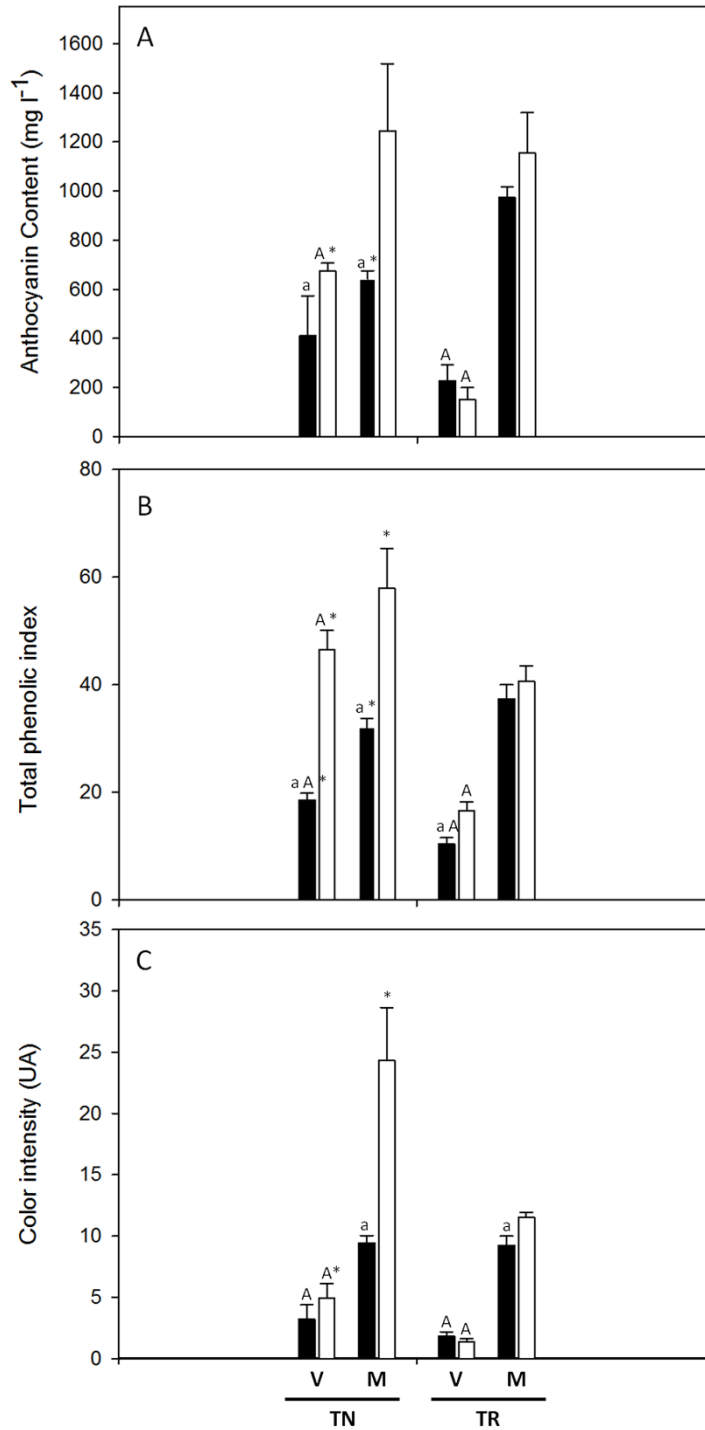 A
Anthocyanin Content (mg l-1)
1600
1400
1200
1000
800
600
400
200
0
a
A *
a *
A
A
B
Total phenolic index
80
60
40
20
0
a A *
A *
a *
*
a A
A
C
Color intensity (UA)
35
30
25
20
15
10
5
0
A
A *
a
*
A
A
a
V M V M
TN TR